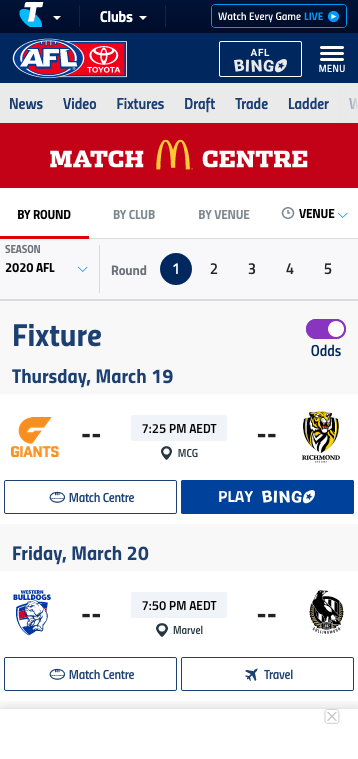 T
Clubs
Watch Every Game LIVE
AFL
TOYOTA
AFL
BINGO
MENU
News
Video
Fixtures
Draft
Trade
Ladder
W
MATCH CENTRE
BY ROUND
BY CLUB
BY VENUE
VENUE
SEASON
2020 AFL
Round
1
2
3
4
5
Fixture
Odds
Thursday, March 19
GIANTS
--
7:25 PM AEDT
MCG
--
RICHMOND
Match Centre
PLAY BINGO
Friday, March 20
WESTERN
BULLDOGS
--
7:50 PM AEDT
Marvel
--
COLLINGWOOD
Match Centre
Travel